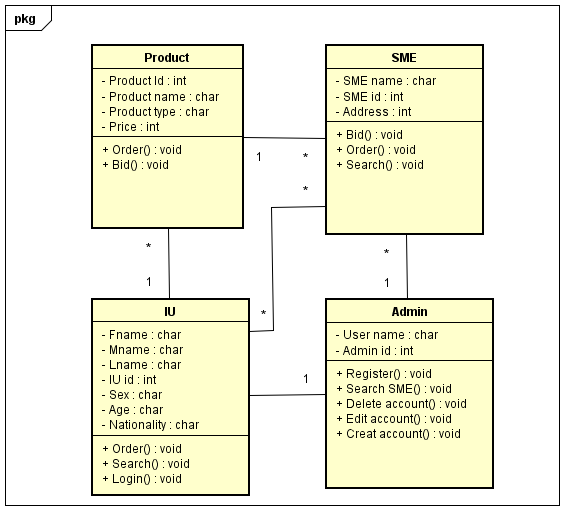 pkg
Product
- Product Id : int
- Product name : char
- Product type : char
- Price : int
+ Order() : void
+ Bid() : void
SME
- SME name : char
- SME id : int
- Address : int
+ Bid() : void
+ Order() : void
+ Search() : void
1
*
*
*
1
*
1
*
1
IU
- Fname : char
- Mname : char
- Lname : char
- IU id : int
- Sex : char
- Age : char
- Nationality : char
+ Order() : void
+ Search() : void
+ Login() : void
Admin
- User name : char
- Admin id : int
+ Register() : void
+ Search SME() : void
+ Delete account() : void
+ Edit account() : void
+ Creat account() : void